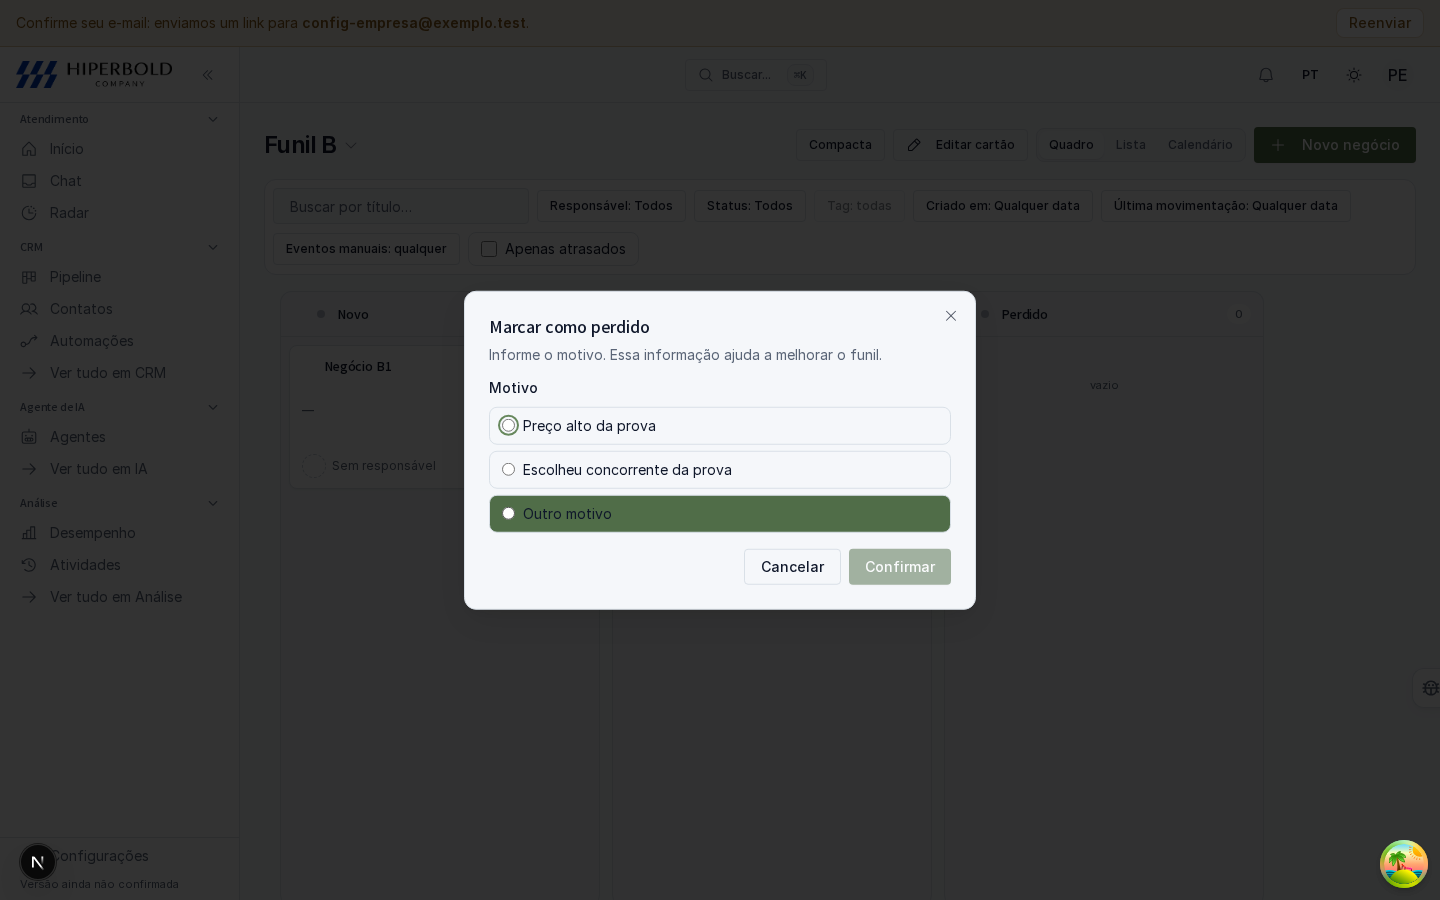 Confirme seu e-mail: enviamos um link para config-empresa@exemplo.test.
Reenviar
HIPERBOLD
COMPANY
Buscar...
⌘K
PT
PE
Atendimento
Início
Chat
Radar
CRM
Pipeline
Contatos
Automações
Ver tudo em CRM
Agente de IA
Agentes
Ver tudo em IA
Análise
Desempenho
Atividades
Ver tudo em Análise
Configurações
Versão ainda não confirmada
N
Funil B
Compacta
Editar cartão
Quadro
Lista
Calendário
Novo negócio
Buscar por título...
Responsável: Todos
Status: Todos
Tag: todas
Criado em: Qualquer data
Última movimentação: Qualquer data
Eventos manuais: qualquer
Apenas atrasados
Novo
Negócio B1
—
Sem responsável
Perdido
0
vazio
Marcar como perdido
Informe o motivo. Essa informação ajuda a melhorar o funil.
Motivo
Preço alto da prova
Escolheu concorrente da prova
Outro motivo
Cancelar
Confirmar